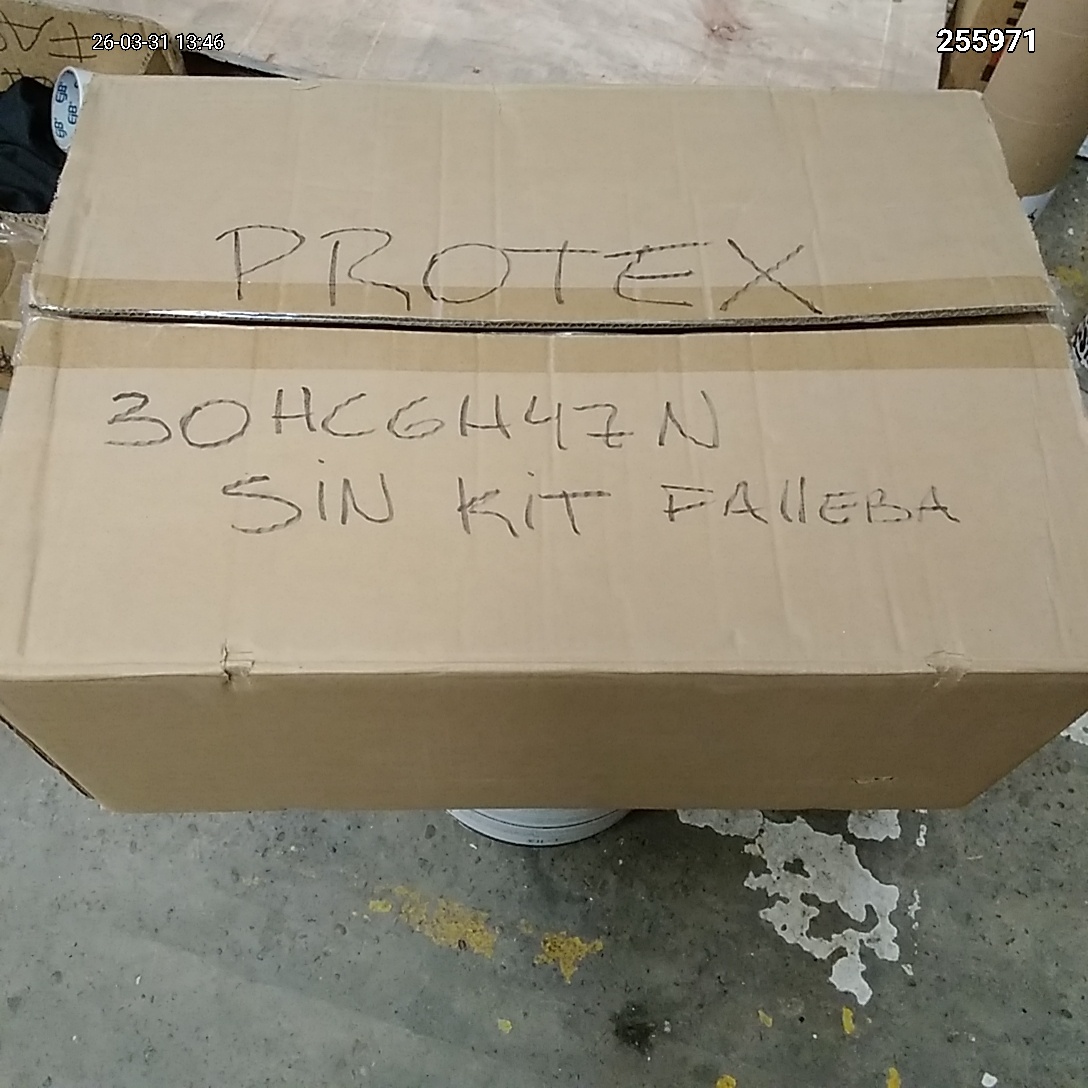 26-03-31 13:46
255971
PROTEX
30HCGH47N
SIN KIT FALLEBA